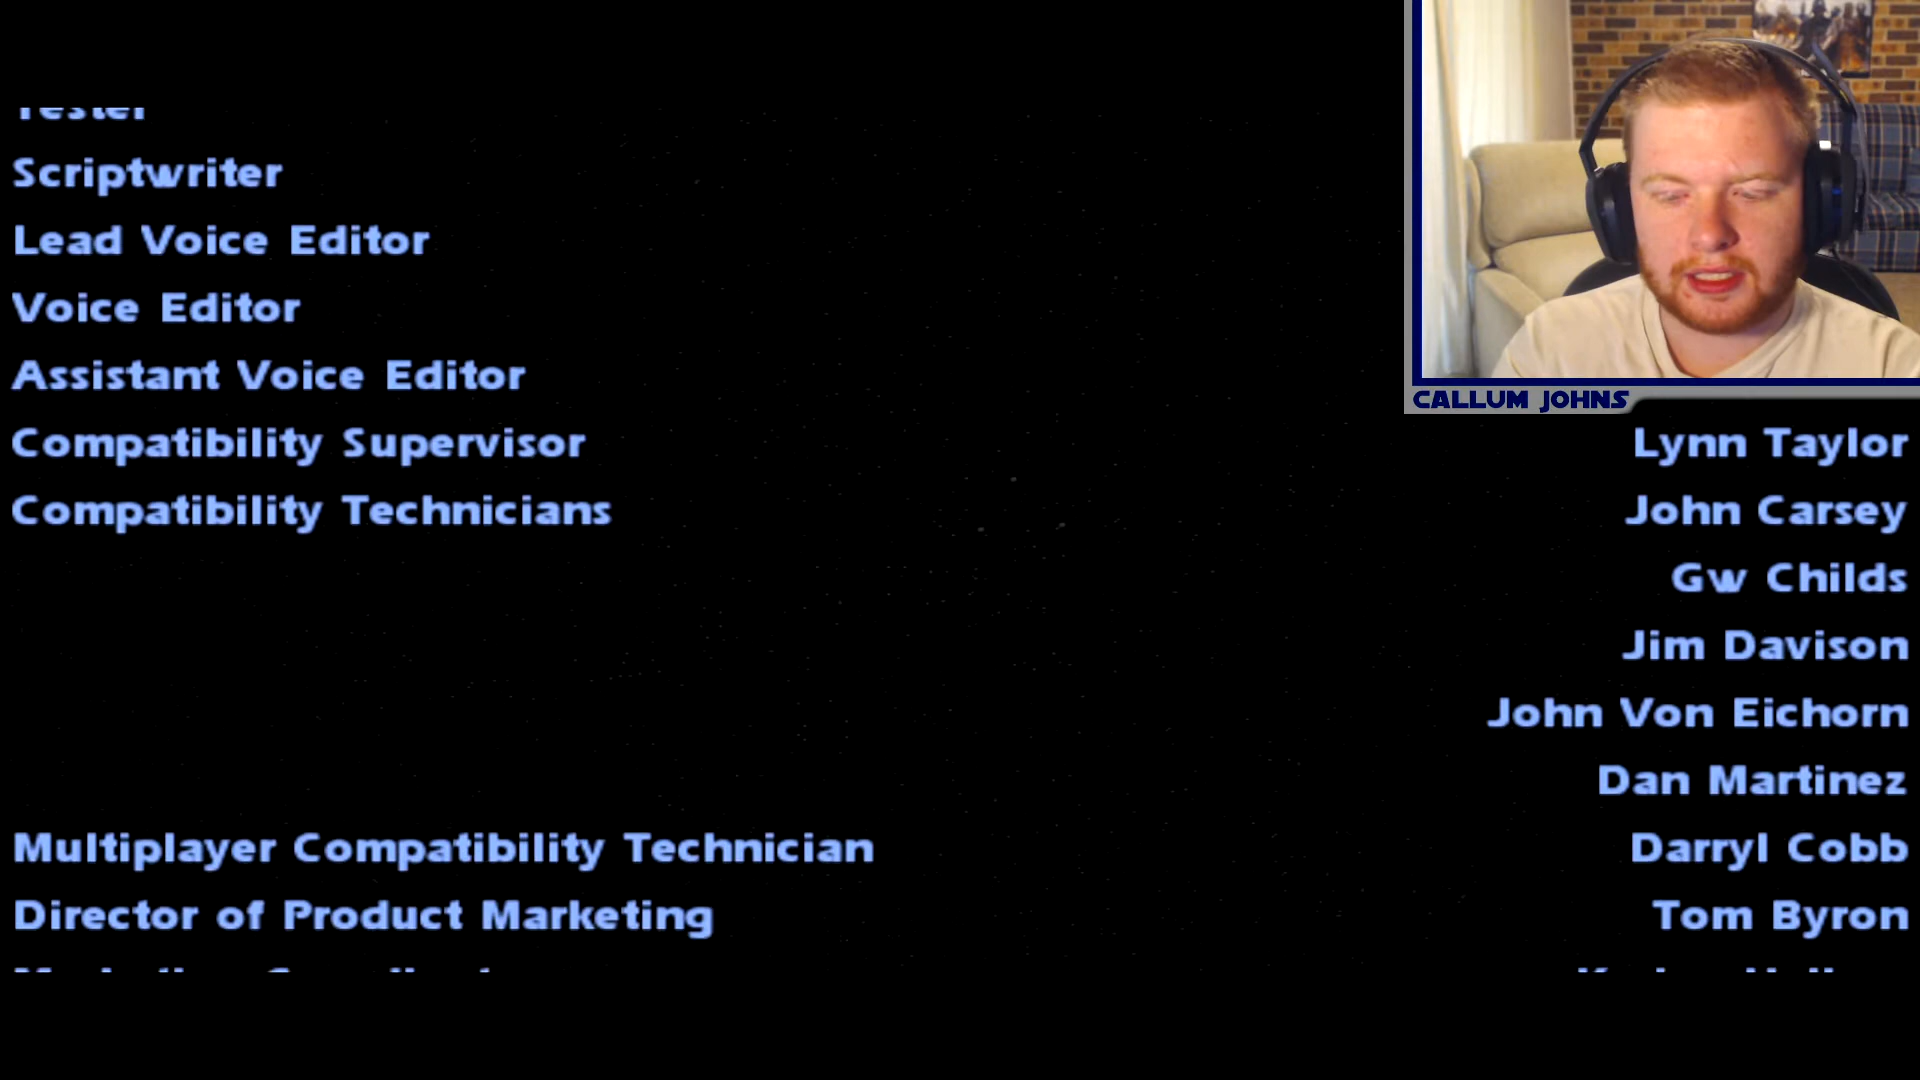 Tester
Scriptwriter
Lead Voice Editor
Voice Editor
Assistant Voice Editor
CALLUM JOHNS
Compatibility Supervisor Lynn Taylor
Compatibility Technicians John Carsey
Gw Childs
Jim Davison
John Von Eichorn
Dan Martinez
Multiplayer Compatibility Technician Darryl Cobb
Director of Product Marketing Tom Byron